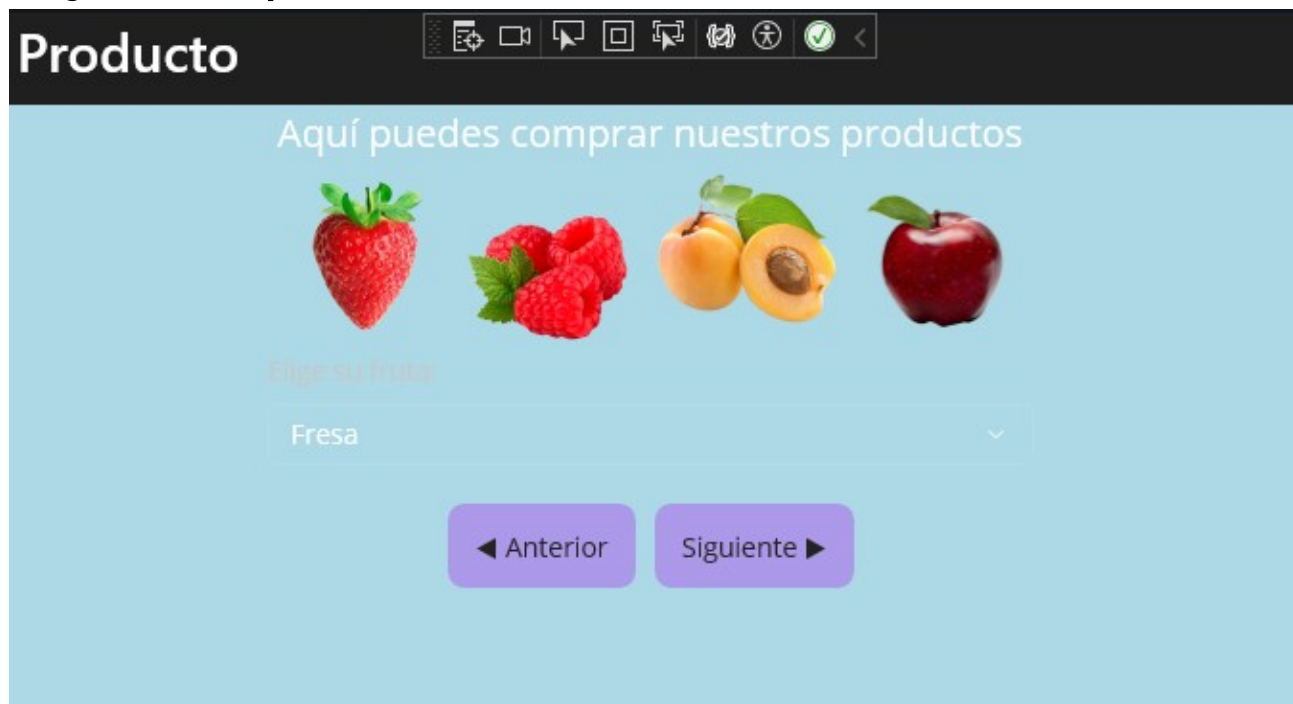 Producto
Aquí puedes comprar nuestros productos
Elige su fruta:
Fresa
◀ Anterior
Siguiente ▶